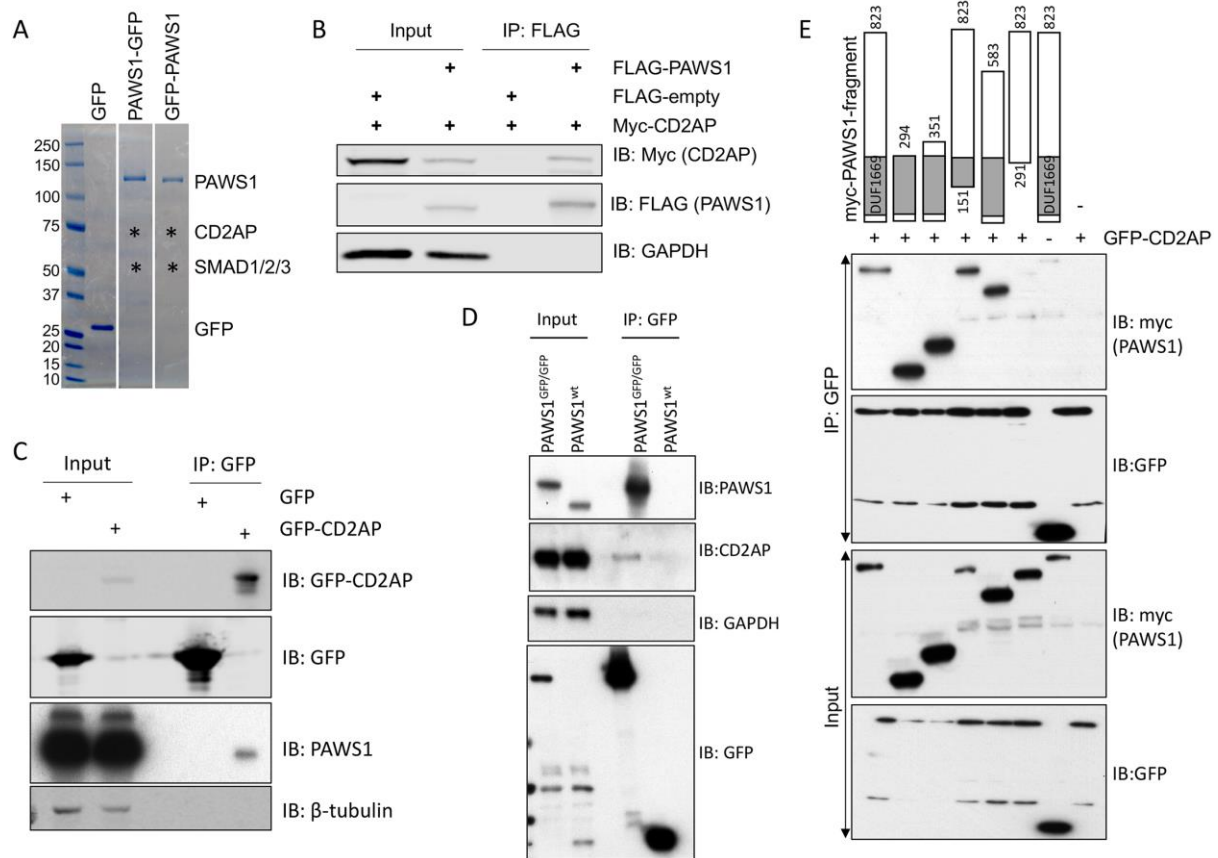 A
GFP
PAWS1-GFP
GFP-PAWS1
250
150
100
75
50
37
25
20
15
10
PAWS1
CD2AP
SMAD1/2/3
GFP
* *
* *
B
Input IP: FLAG
+ + FLAG-PAWS1
+ + FLAG-empty
+ + + + Myc-CD2AP
IB: Myc (CD2AP)
IB: FLAG (PAWS1)
IB: GAPDH
C
Input IP: GFP
+ + GFP
+ + GFP-CD2AP
IB: GFP-CD2AP
IB: GFP
IB: PAWS1
IB: β-tubulin
D
Input IP: GFP
PAWS1GFP/GFP
PAWS1wt
PAWS1GFP/GFP
PAWS1wt
IB:PAWS1
IB:CD2AP
IB: GAPDH
IB: GFP
E
myc-PAWS1-fragment
823
DUF1669
294
351
823
151
583
823
291
823
DUF1669
-
+ + + + + + - + GFP-CD2AP
IP: GFP
IB: myc
(PAWS1)
IB:GFP
Input
IB: myc
(PAWS1)
IB:GFP